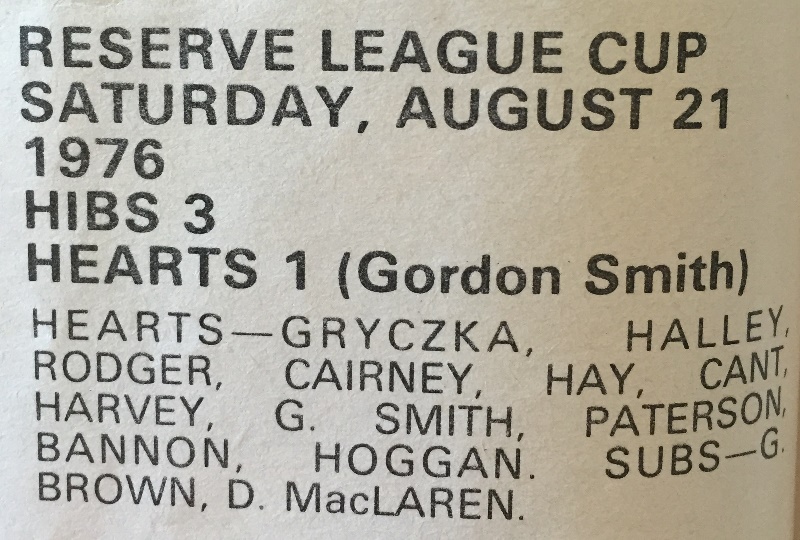 RESERVE LEAGUE CUP
SATURDAY, AUGUST 21
1976
HIBS 3
HEARTS 1 (Gordon Smith)
HEARTS—GRYCZKA, HALLEY,
RODGER, CAIRNEY, HAY, CANT,
HARVEY, G. SMITH, PATERSON,
BANNON, HOGGAN. SUBS—G.
BROWN, D. MacLAREN.